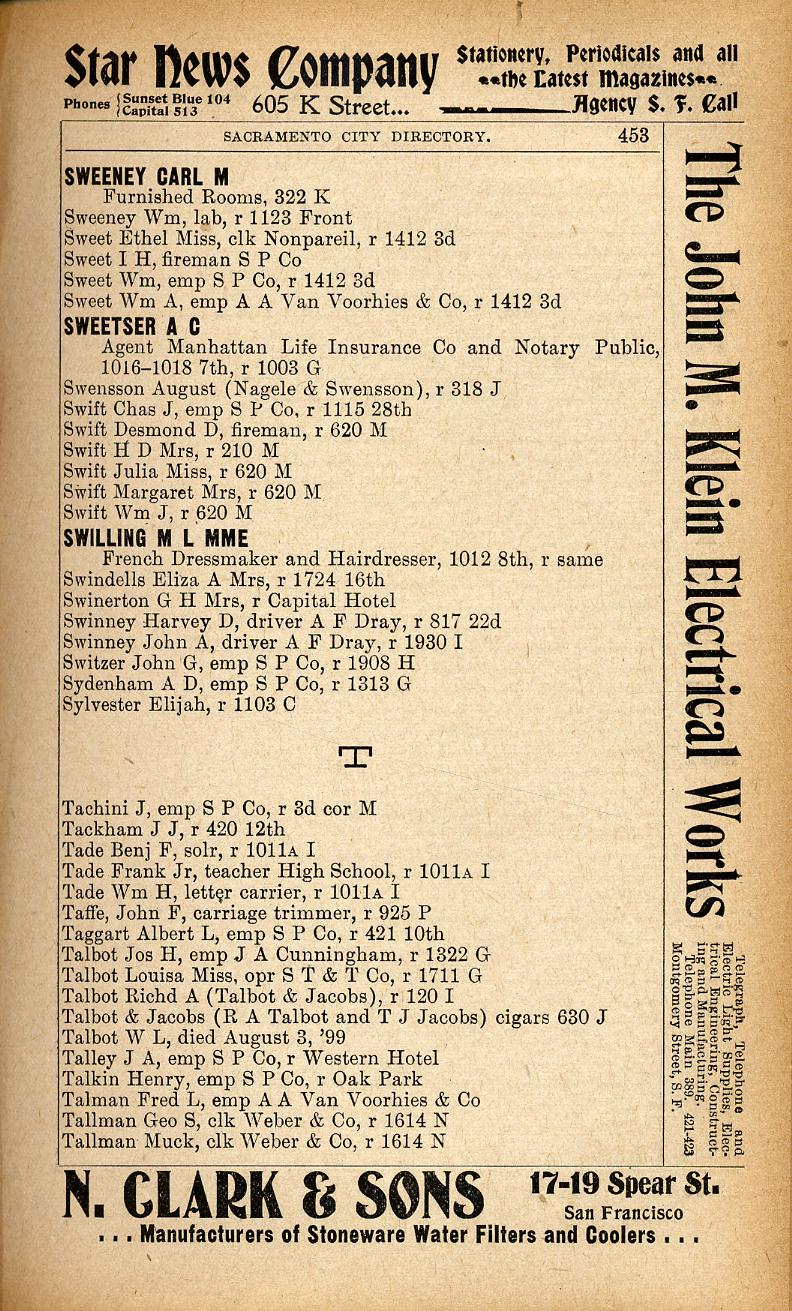 Star News Company
Stationery, Periodicals and all
the Latest Magazines
Phones { Sunset Blue 104
Capital 513
605 K Street...
Agency S. F. Call
SACRAMENTO CITY DIRECTORY. 453
SWEENEY CARL M
Furnished Rooms, 322 K
Sweeney Wm, lab, r 1123 Front
Sweet Ethel Miss, clk Nonpareil, r 1412 3d
Sweet I H, fireman S P Co
Sweet Wm, emp S P Co, r 1412 3d
Sweet Wm A, emp A A Van Voorhies & Co, r 1412 3d
SWEETSER A C
Agent Manhattan Life Insurance Co and Notary Public,
1016-1018 7th, r 1003 G
Swensson August (Nagele & Swensson), r 318 J
Swift Chas J, emp S P Co, r 1115 28th
Swift Desmond D, fireman, r 620 M
Swift H D Mrs, r 210 M
Swift Julia Miss, r 620 M
Swift Margaret Mrs, r 620 M
Swift Wm J, r 620 M
SWILLING M L MME
French Dressmaker and Hairdresser, 1012 8th, r same
Swindells Eliza A Mrs, r 1724 16th
Swinerton G H Mrs, r Capital Hotel
Swinney Harvey D, driver A F Dray, r 817 22d
Swinney John A, driver A F Dray, r 1930 I
Switzer John G, emp S P Co, r 1908 H
Sydenham A D, emp S P Co, r 1313 G
Sylvester Elijah, r 1103 C
T
Tachini J, emp S P Co, r 3d cor M
Tackham J J, r 420 12th
Tade Benj F, solr, r 1011A I
Tade Frank Jr, teacher High School, r 1011A I
Tade Wm H, letter carrier, r 1011A I
Taffe, John F, carriage trimmer, r 925 P
Taggart Albert L, emp S P Co, r 421 10th
Talbot Jos H, emp J A Cunningham, r 1322 G
Talbot Louisa Miss, opr S T & T Co, r 1711 G
Talbot Richd A (Talbot & Jacobs), r 120 I
Talbot & Jacobs (R A Talbot and T J Jacobs) cigars 630 J
Talbot W L, died August 3, '99
Talley J A, emp S P Co, r Western Hotel
Talkin Henry, emp S P Co, r Oak Park
Talman Fred L, emp A A Van Voorhies & Co
Tallman Geo S, clk Weber & Co, r 1614 N
Tallman Muck, clk Weber & Co, r 1614 N
The John M. Klein Electrical Works
Telegraph, Telephone and
Electric Light Supplies, Elec-
trical Engineering, Construct-
ing and Manufacturing.
Telephone Main 389, 421-423
Montgomery Street, S. F.
N. CLARK & SONS
17-19 Spear St.
San Francisco
... Manufacturers of Stoneware Water Filters and Coolers ...